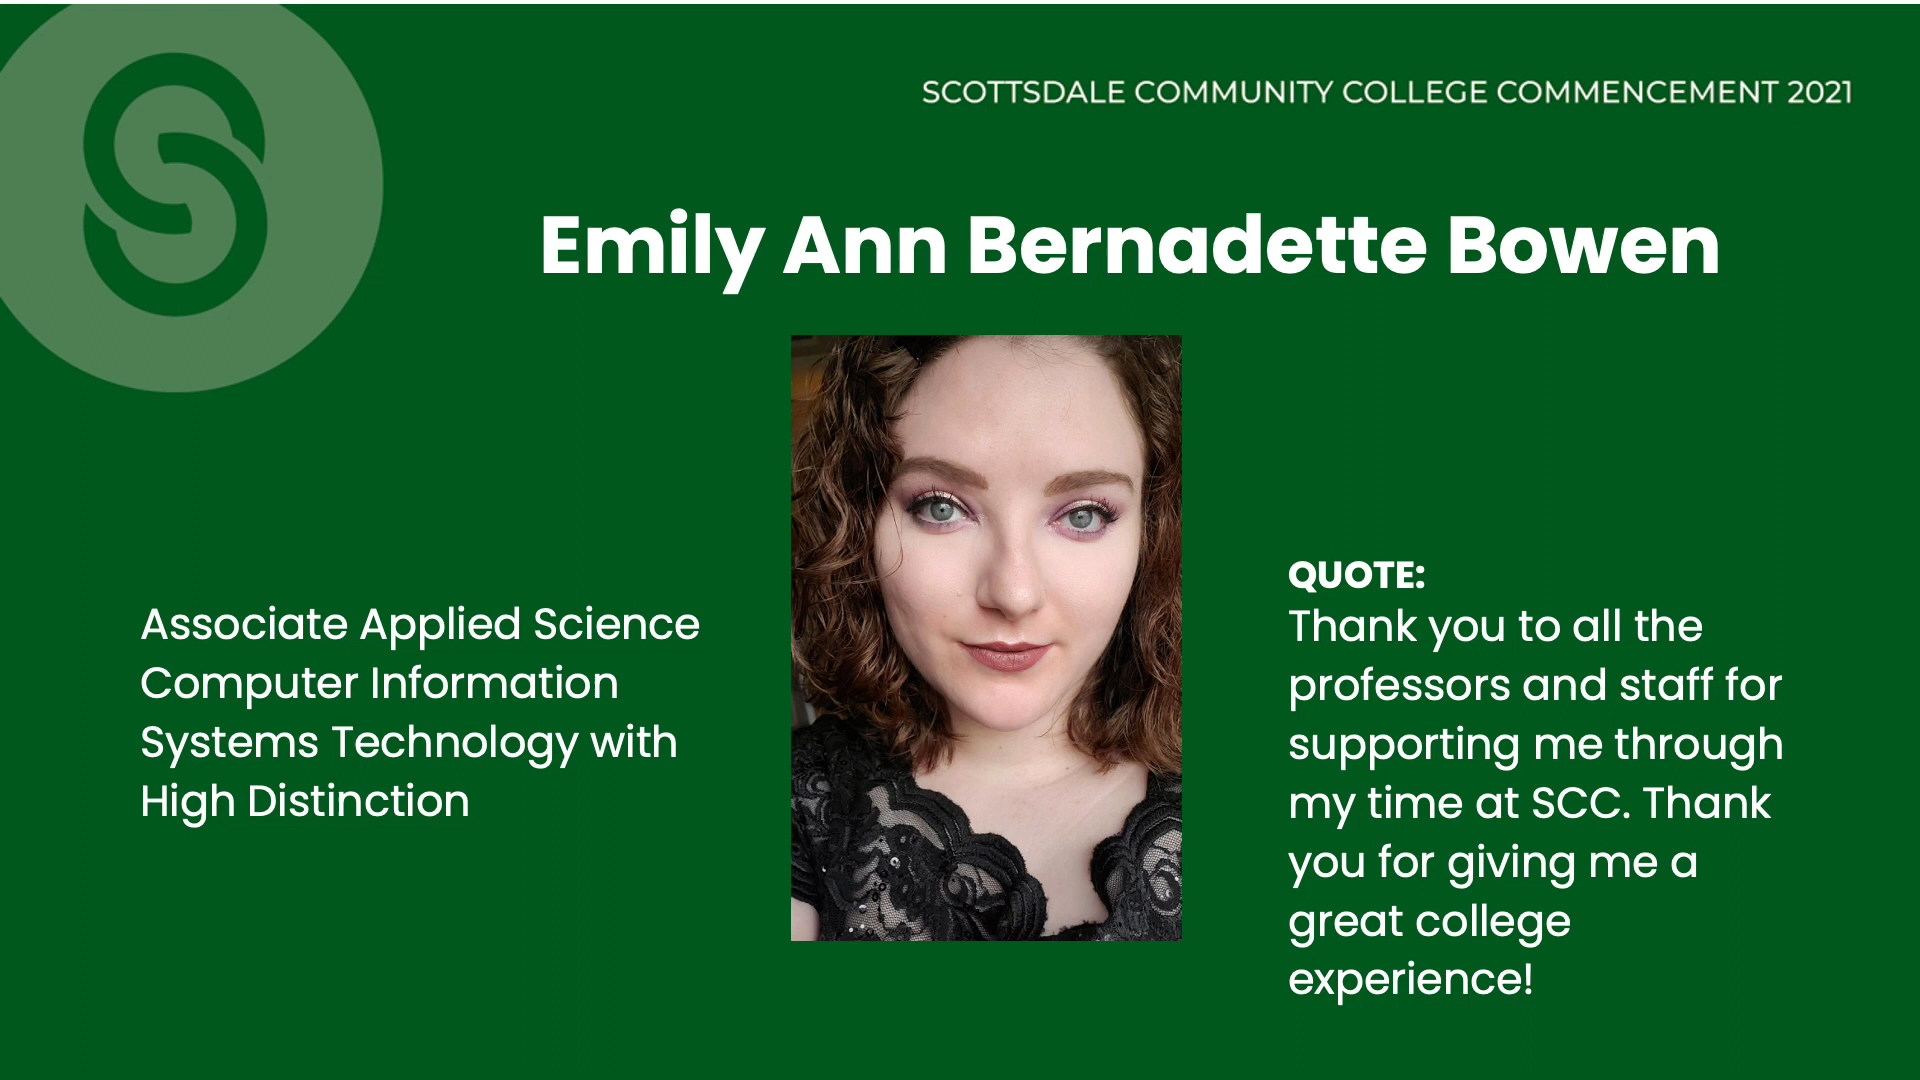 SCOTTSDALE COMMUNITY COLLEGE COMMENCEMENT 2021
Emily Ann Bernadette Bowen
Associate Applied Science
Computer Information
Systems Technology with
High Distinction
QUOTE:
Thank you to all the
professors and staff for
supporting me through
my time at SCC. Thank
you for giving me a
great college
experience!